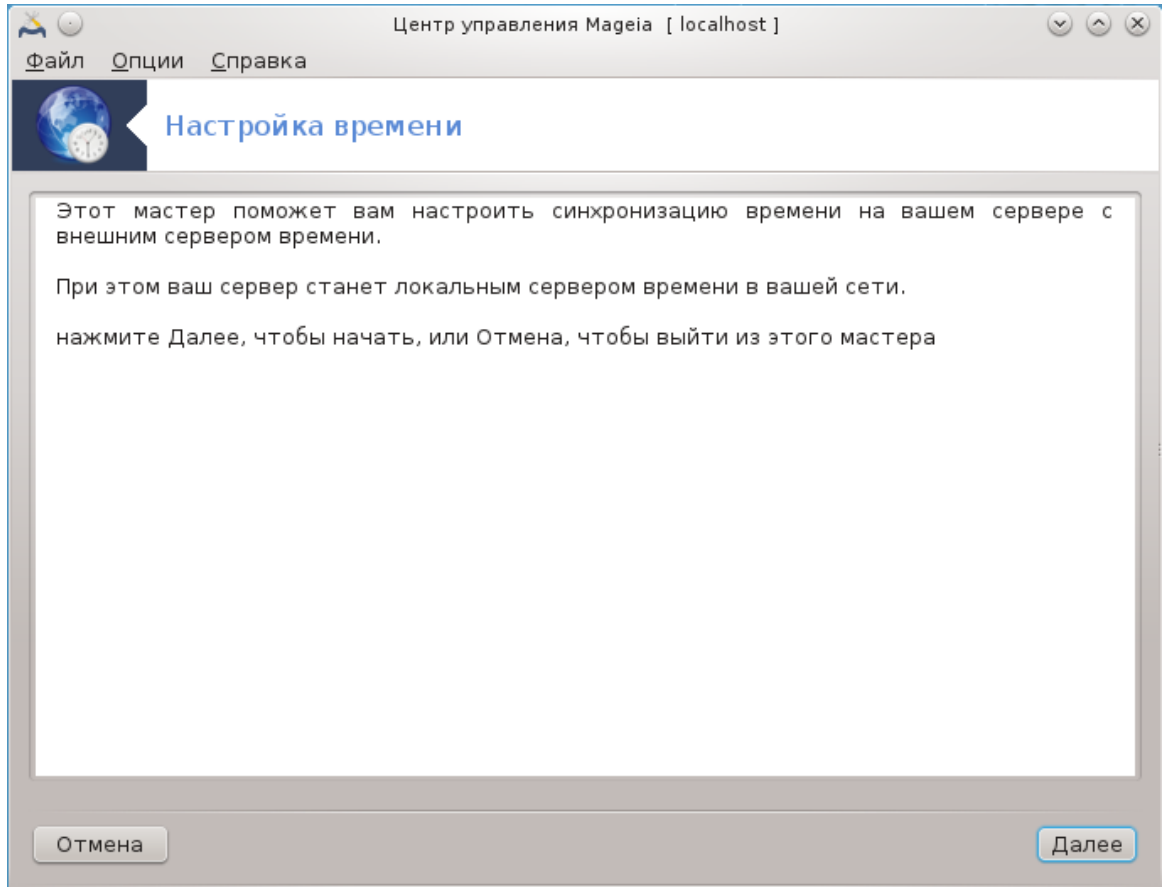 Центр управления Mageia [ localhost ]
Файл Опции Справка
Настройка времени
Этот мастер поможет вам настроить синхронизацию времени на вашем сервере с
внешним сервером времени.
При этом ваш сервер станет локальным сервером времени в вашей сети.
нажмите Далее, чтобы начать, или Отмена, чтобы выйти из этого мастера
Отмена Далее